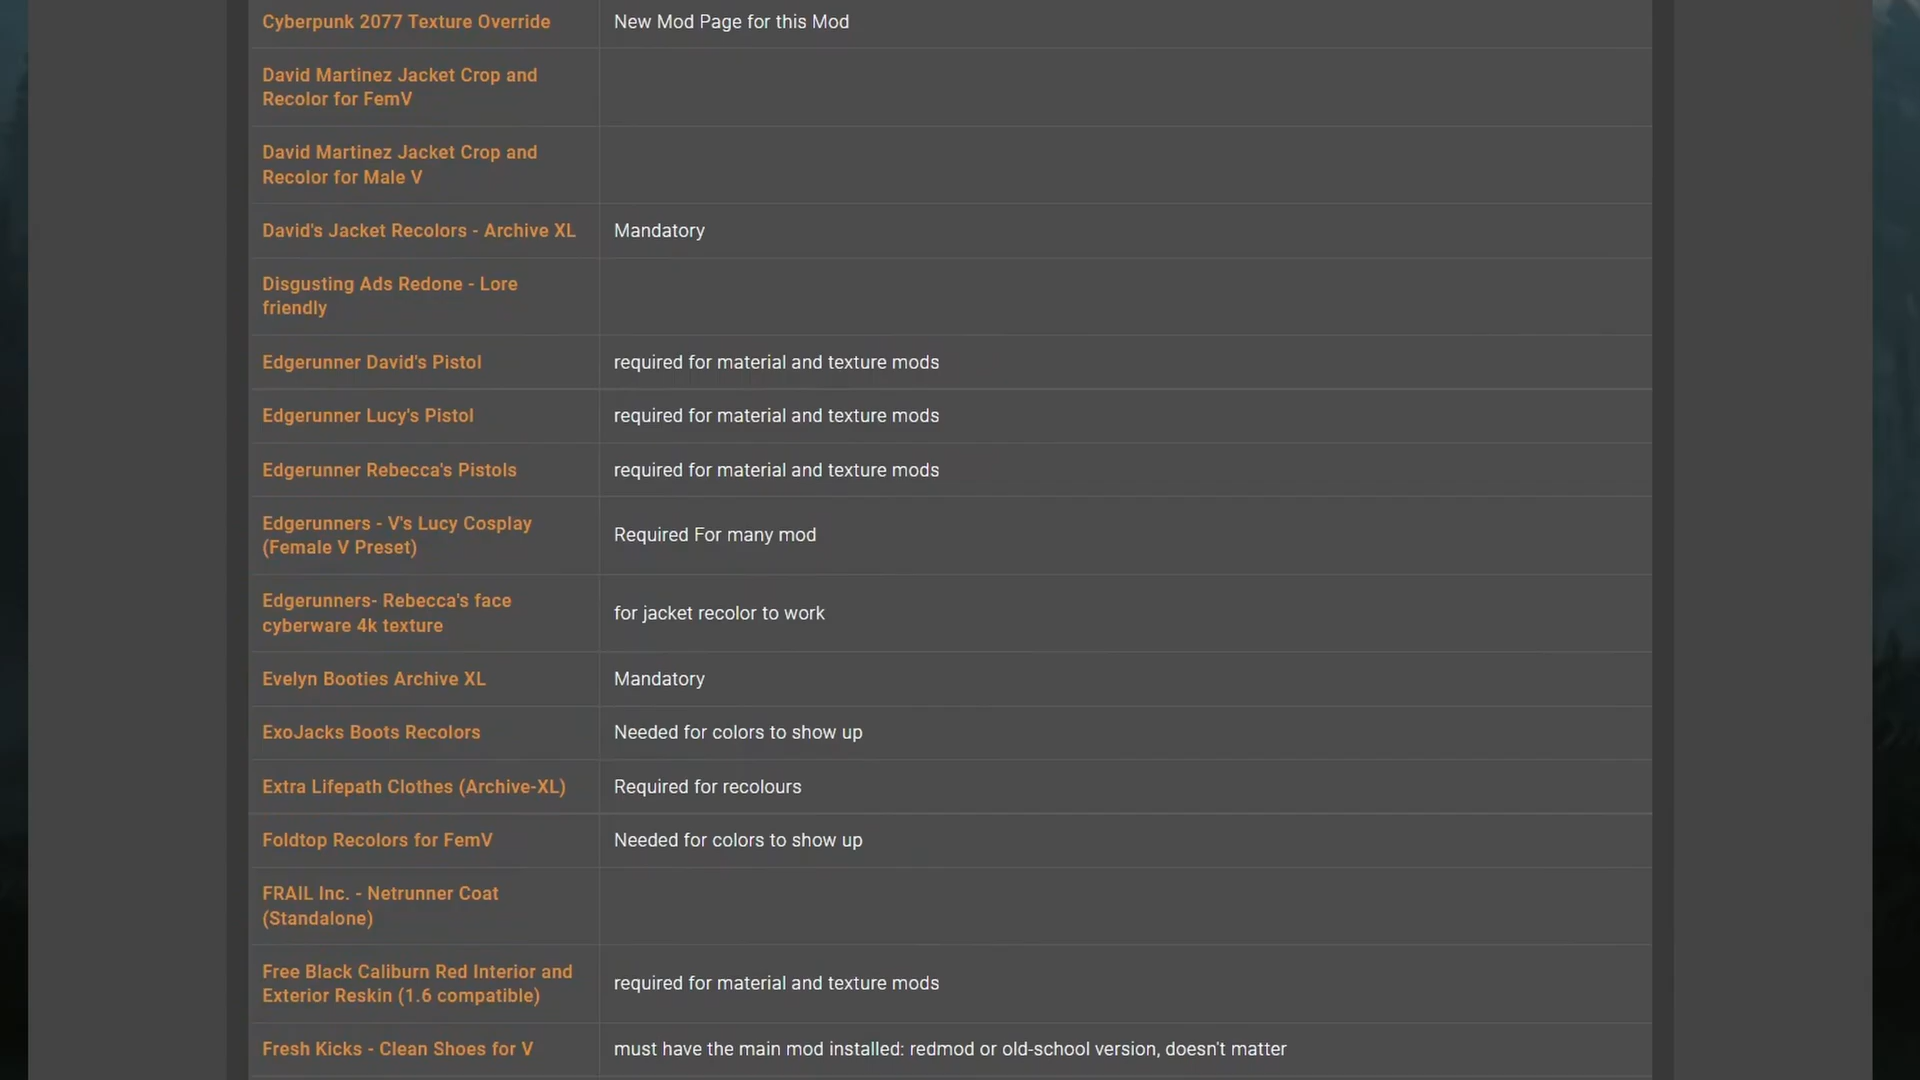 Cyberpunk 2077 Texture Override
New Mod Page for this Mod
David Martinez Jacket Crop and
Recolor for FemV
David Martinez Jacket Crop and
Recolor for Male V
David's Jacket Recolors - Archive XL
Mandatory
Disgusting Ads Redone - Lore
friendly
Edgerunner David's Pistol
required for material and texture mods
Edgerunner Lucy's Pistol
required for material and texture mods
Edgerunner Rebecca's Pistols
required for material and texture mods
Edgerunners - V's Lucy Cosplay
(Female V Preset)
Required For many mod
Edgerunners- Rebecca's face
cyberware 4k texture
for jacket recolor to work
Evelyn Booties Archive XL
Mandatory
ExoJacks Boots Recolors
Needed for colors to show up
Extra Lifepath Clothes (Archive-XL)
Required for recolours
Foldtop Recolors for FemV
Needed for colors to show up
FRAIL Inc. - Netrunner Coat
(Standalone)
Free Black Caliburn Red Interior and
Exterior Reskin (1.6 compatible)
required for material and texture mods
Fresh Kicks - Clean Shoes for V
must have the main mod installed: redmod or old-school version, doesn't matter